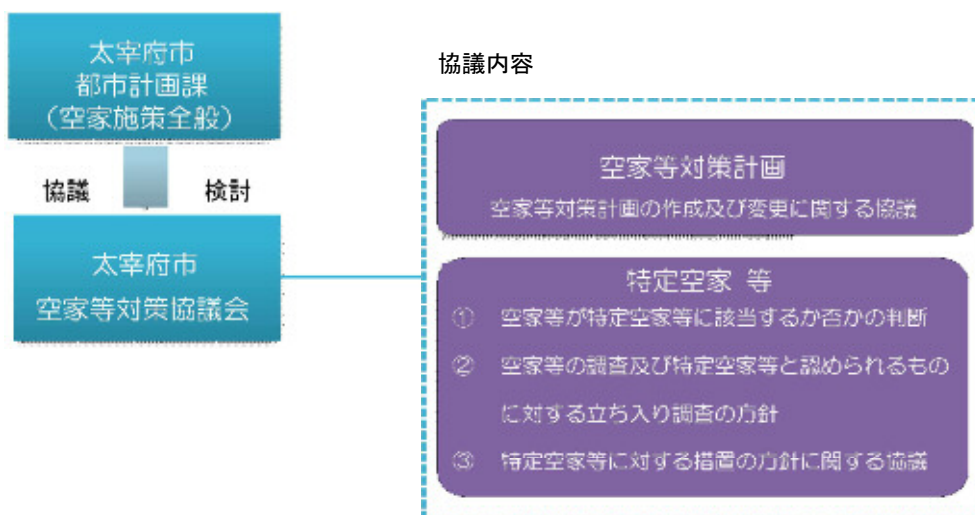 太宰府市
都市計画課
（空家施策全般）
協議
検討
太宰府市
空家等対策協議会
協議内容
空家等対策計画
空家等対策計画の作成及び変更に関する協議
特定空家 等
① 空家等が特定空家等に該当するか否かの判断
② 空家等の調査及び特定空家等と認められるもの
に対する立ち入り調査の方針
③ 特定空家等に対する措置の方針に関する協議